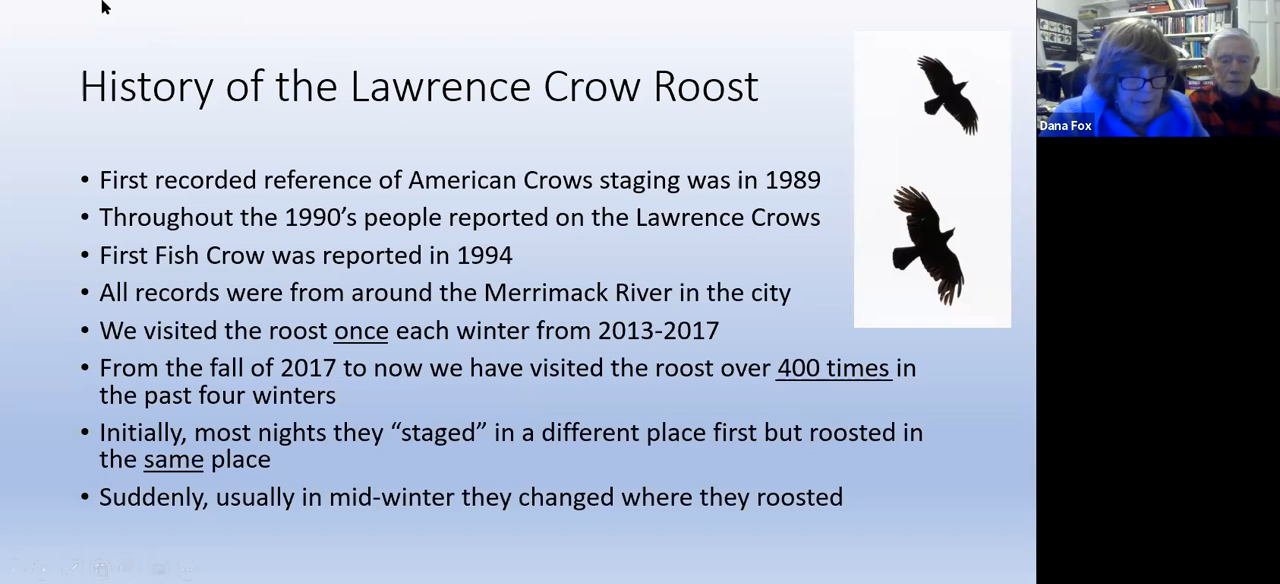 History of the Lawrence Crow Roost
• First recorded reference of American Crows staging was in 1989
• Throughout the 1990’s people reported on the Lawrence Crows
• First Fish Crow was reported in 1994
• All records were from around the Merrimack River in the city
• We visited the roost once each winter from 2013-2017
• From the fall of 2017 to now we have visited the roost over 400 times in
the past four winters
• Initially, most nights they “staged” in a different place first but roosted in
the same place
• Suddenly, usually in mid-winter they changed where they roosted
Dana Fox